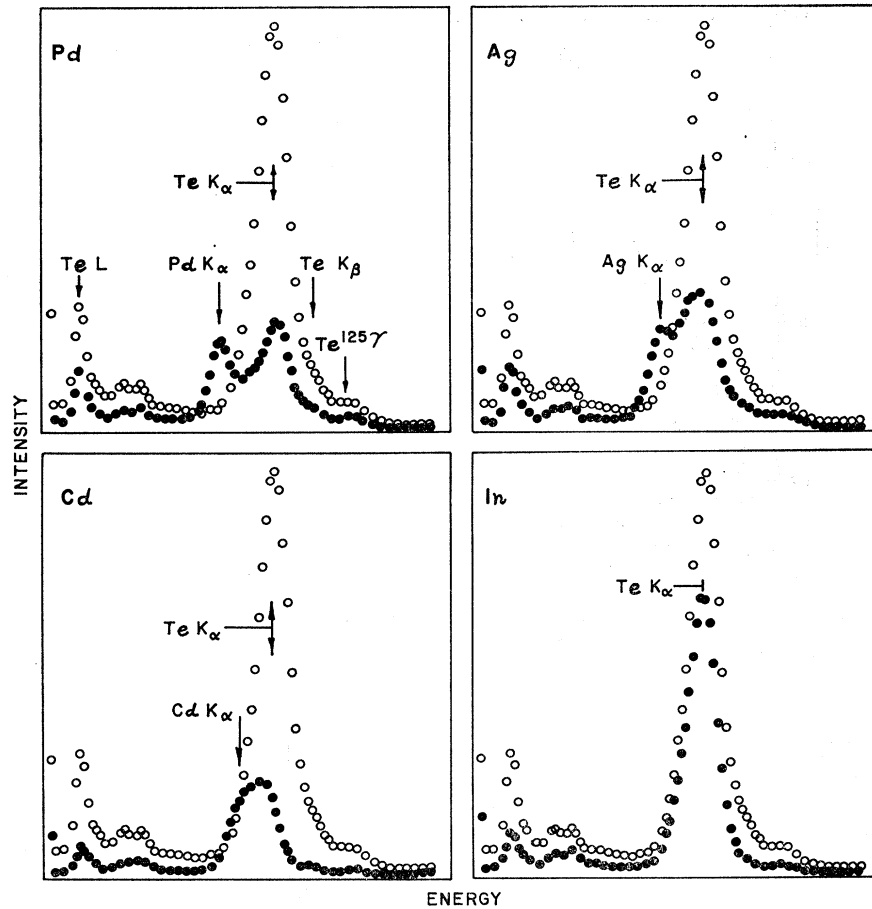 Pd
Te Kα
Te L
Pd Kα
Te Kβ
Te¹²⁵γ
Ag
Te Kα
Ag Kα
Cd
Te Kα
Cd Kα
In
Te Kα
INTENSITY
ENERGY